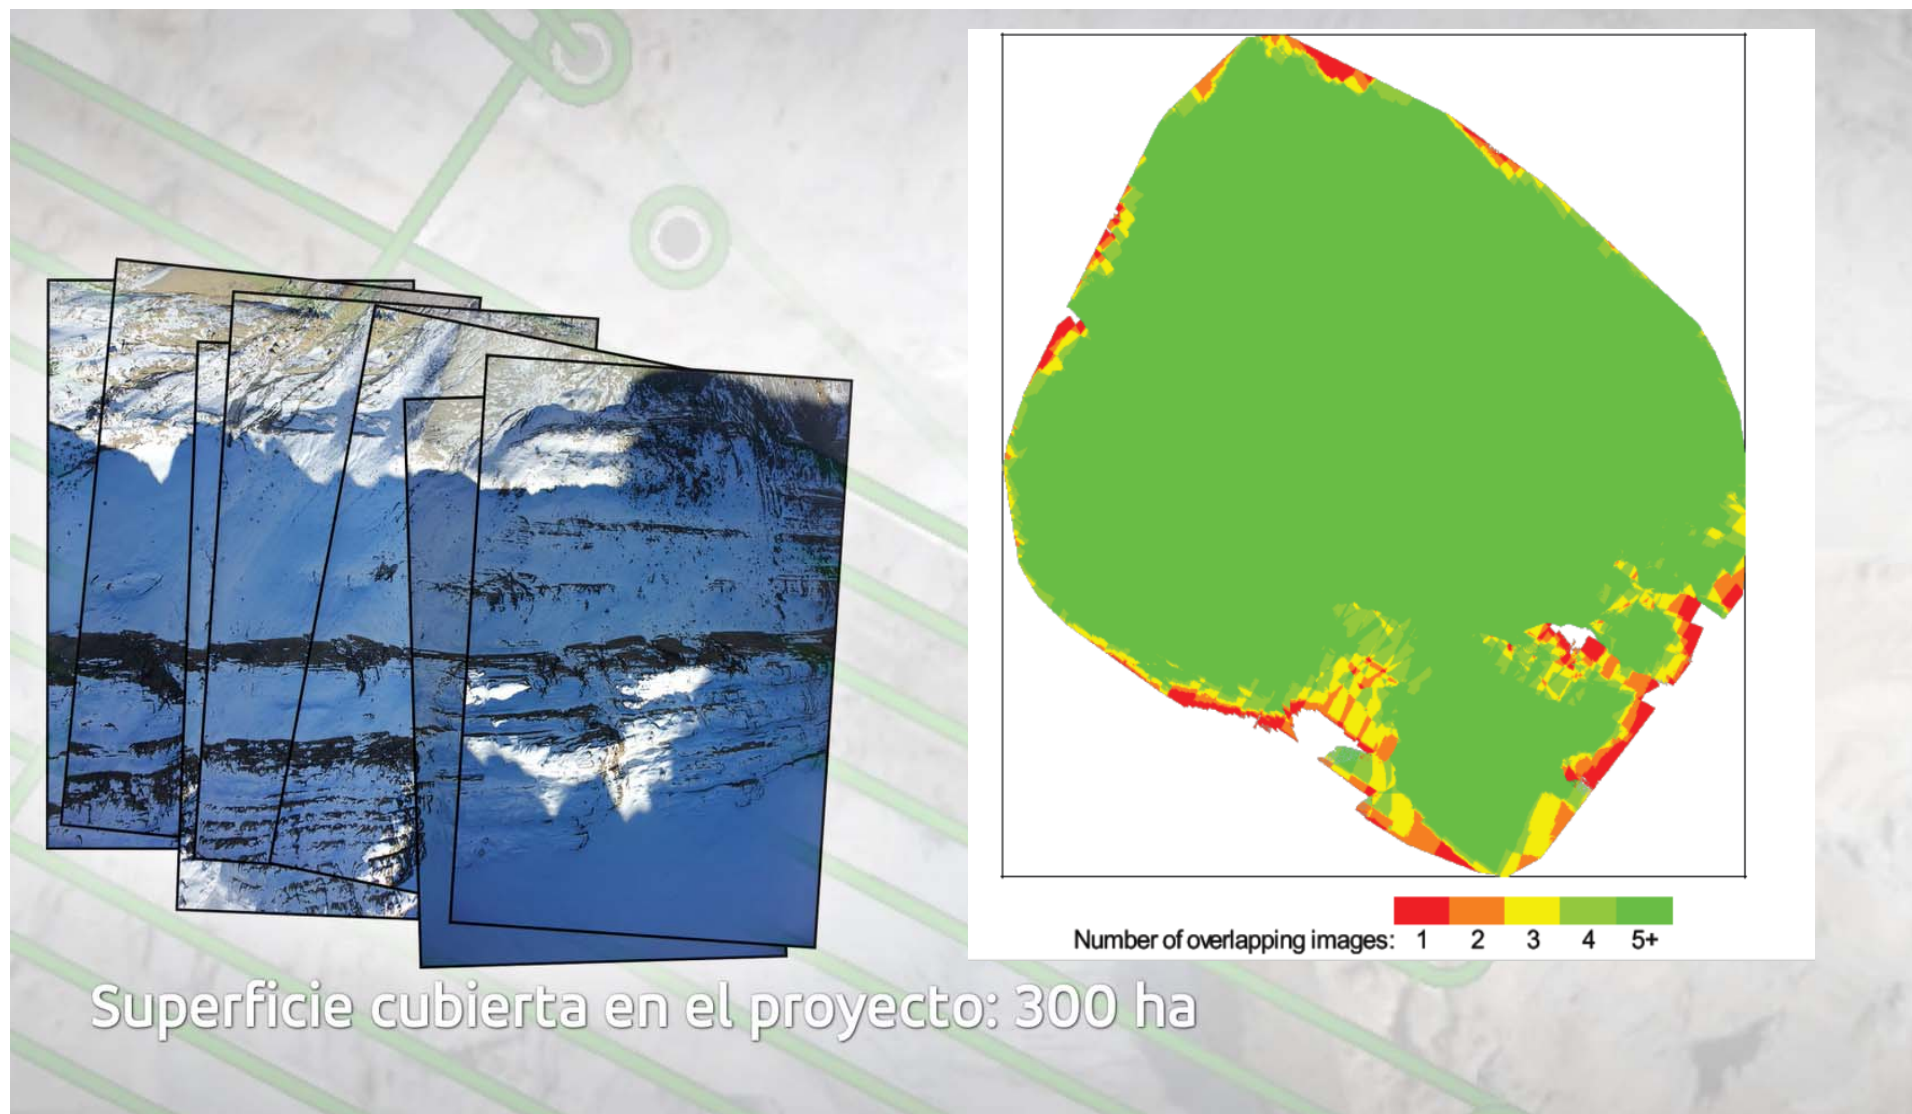 Number of overlapping images: 1 2 3 4 5+
Superficie cubierta en el proyecto: 300 ha